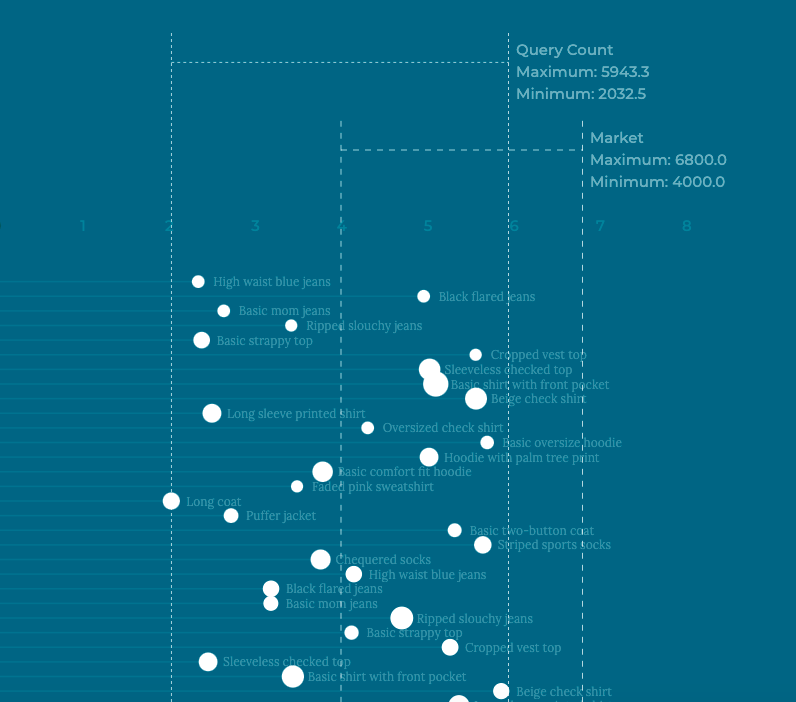 Query Count
Maximum: 5943.3
Minimum: 2032.5
Market
Maximum: 6800.0
Minimum: 4000.0
1 2 3 4 5 6 7 8
High waist blue jeans
Black flared jeans
Basic mom jeans
Ripped slouchy jeans
Basic strappy top
Cropped vest top
Sleeveless checked top
Basic shirt with front pocket
Beige check shirt
Long sleeve printed shirt
Oversized check shirt
Basic oversize hoodie
Hoodie with palm tree print
Basic comfort fit hoodie
Faded pink sweatshirt
Long coat
Puffer jacket
Basic two-button coat
Striped sports socks
Chequered socks
High waist blue jeans
Black flared jeans
Basic mom jeans
Ripped slouchy jeans
Basic strappy top
Cropped vest top
Sleeveless checked top
Basic shirt with front pocket
Beige check shirt